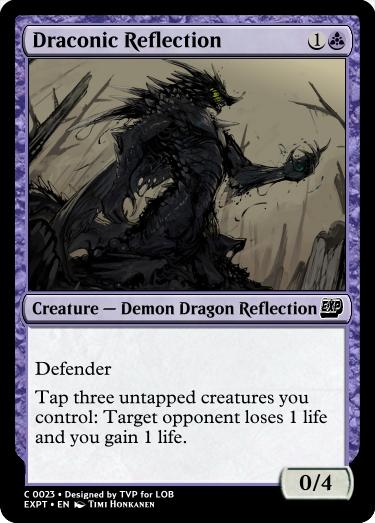 Draconic Reflection 1
Creature — Demon Dragon Reflection EXP
Defender
Tap three untapped creatures you
control: Target opponent loses 1 life
and you gain 1 life.
0/4
C 0023 • Designed by TVP for LOB
EXPT • EN Timi Honkanen